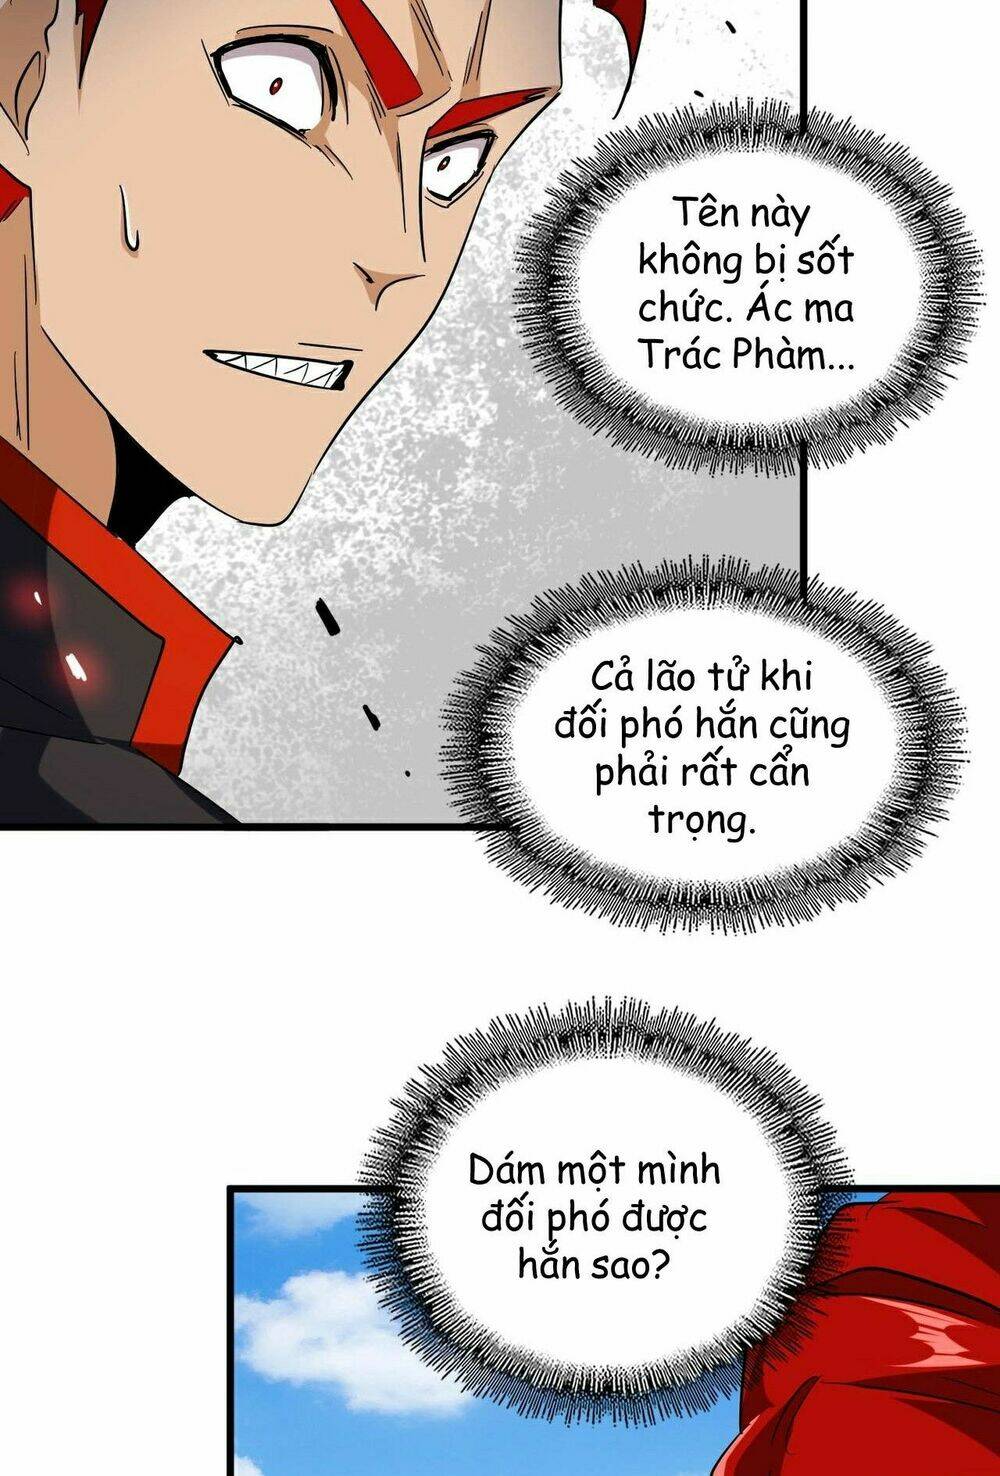 Tên này
không bị sốt
chức. Ác ma
Trác Phàm...
Cả lão tử khi
đối phó hắn cũng
phải rất cẩn
trọng.
Dám một mình
đối phó được
hắn sao?